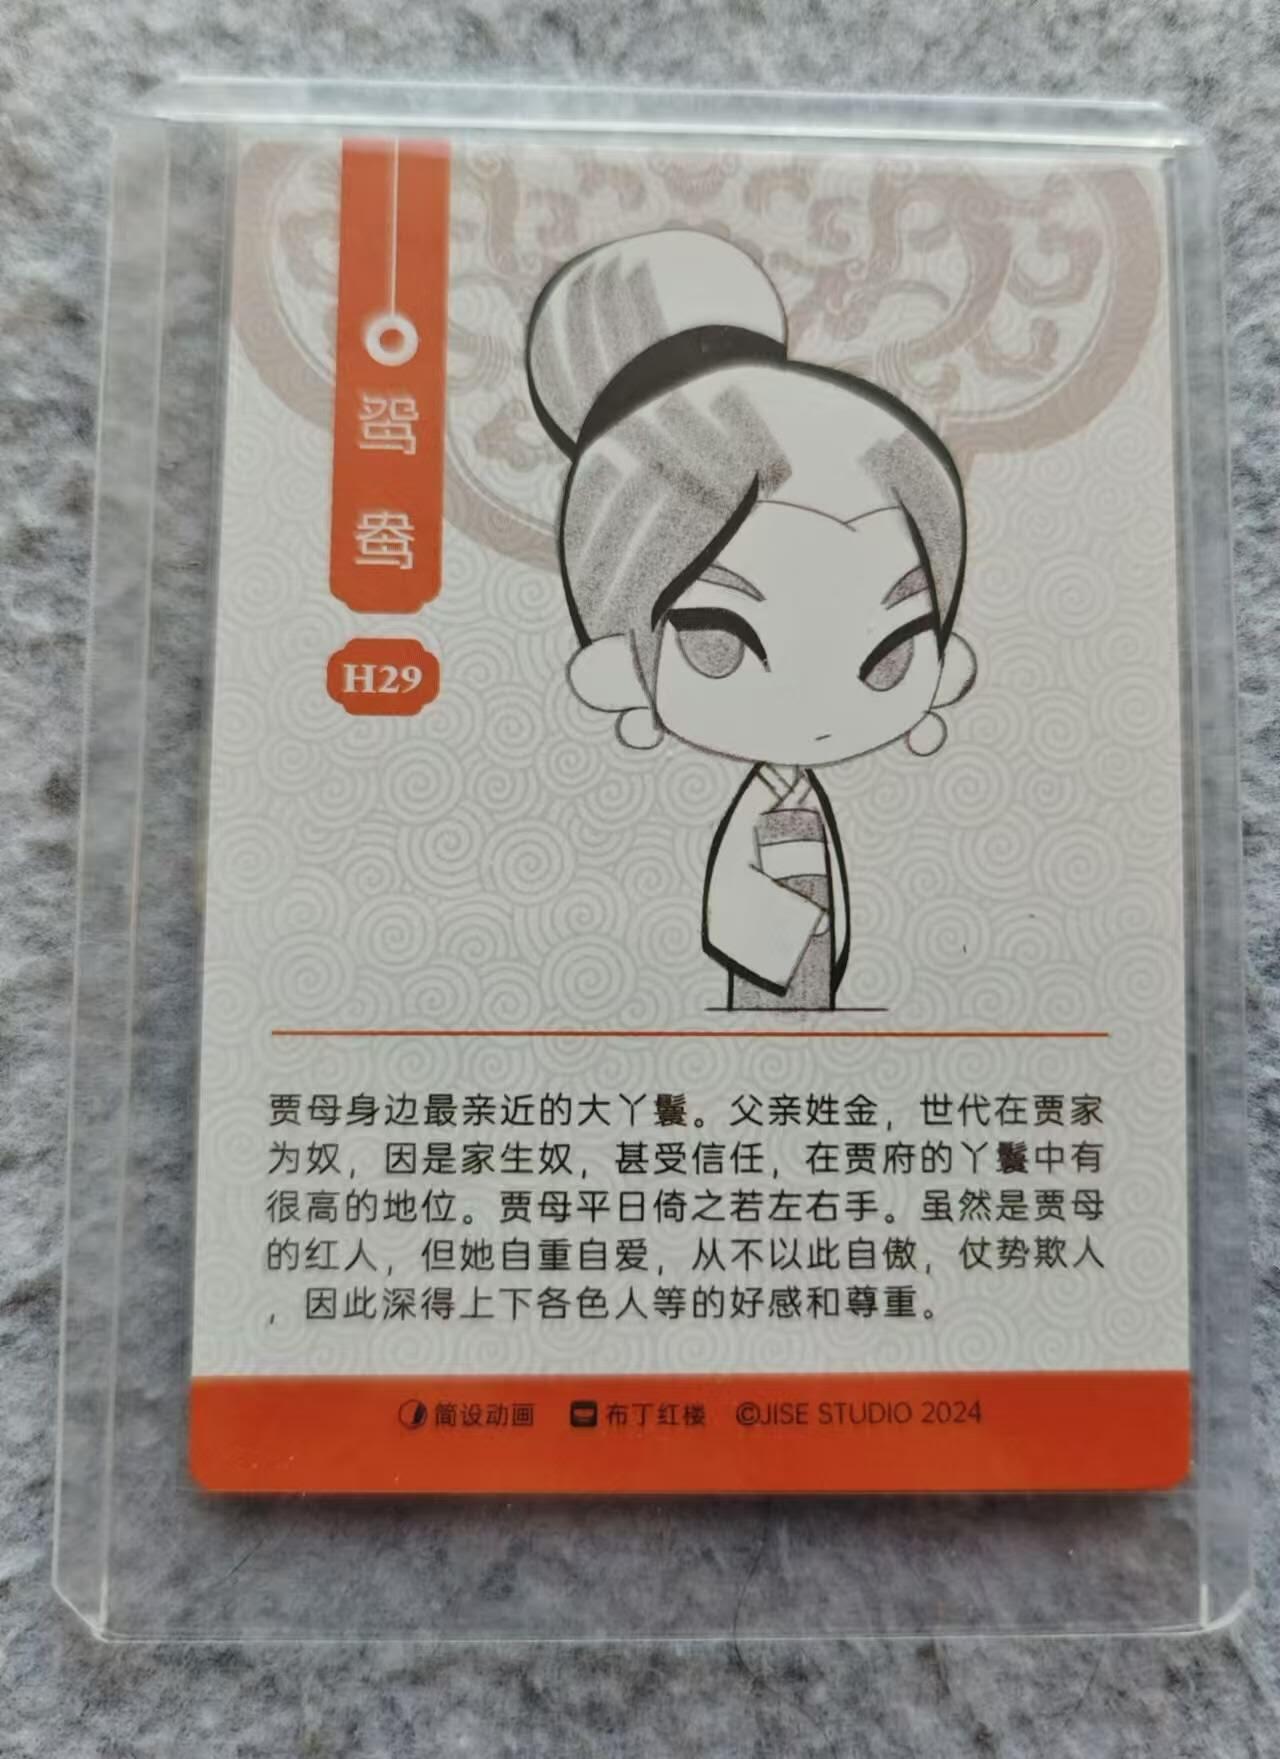 鸳鸯
H29
贾母身边最亲近的大丫鬟。父亲姓金，世代在贾家
为奴，因是家生奴，甚受信任，在贾府的丫鬟中有
很高的地位。贾母平日倚之若左右手。虽然是贾母
的红人，但她自重自爱，从不以此自傲，仗势欺人
，因此深得上下各色人等的好感和尊重。
简设动画 布丁红楼 ©JISE STUDIO 2024